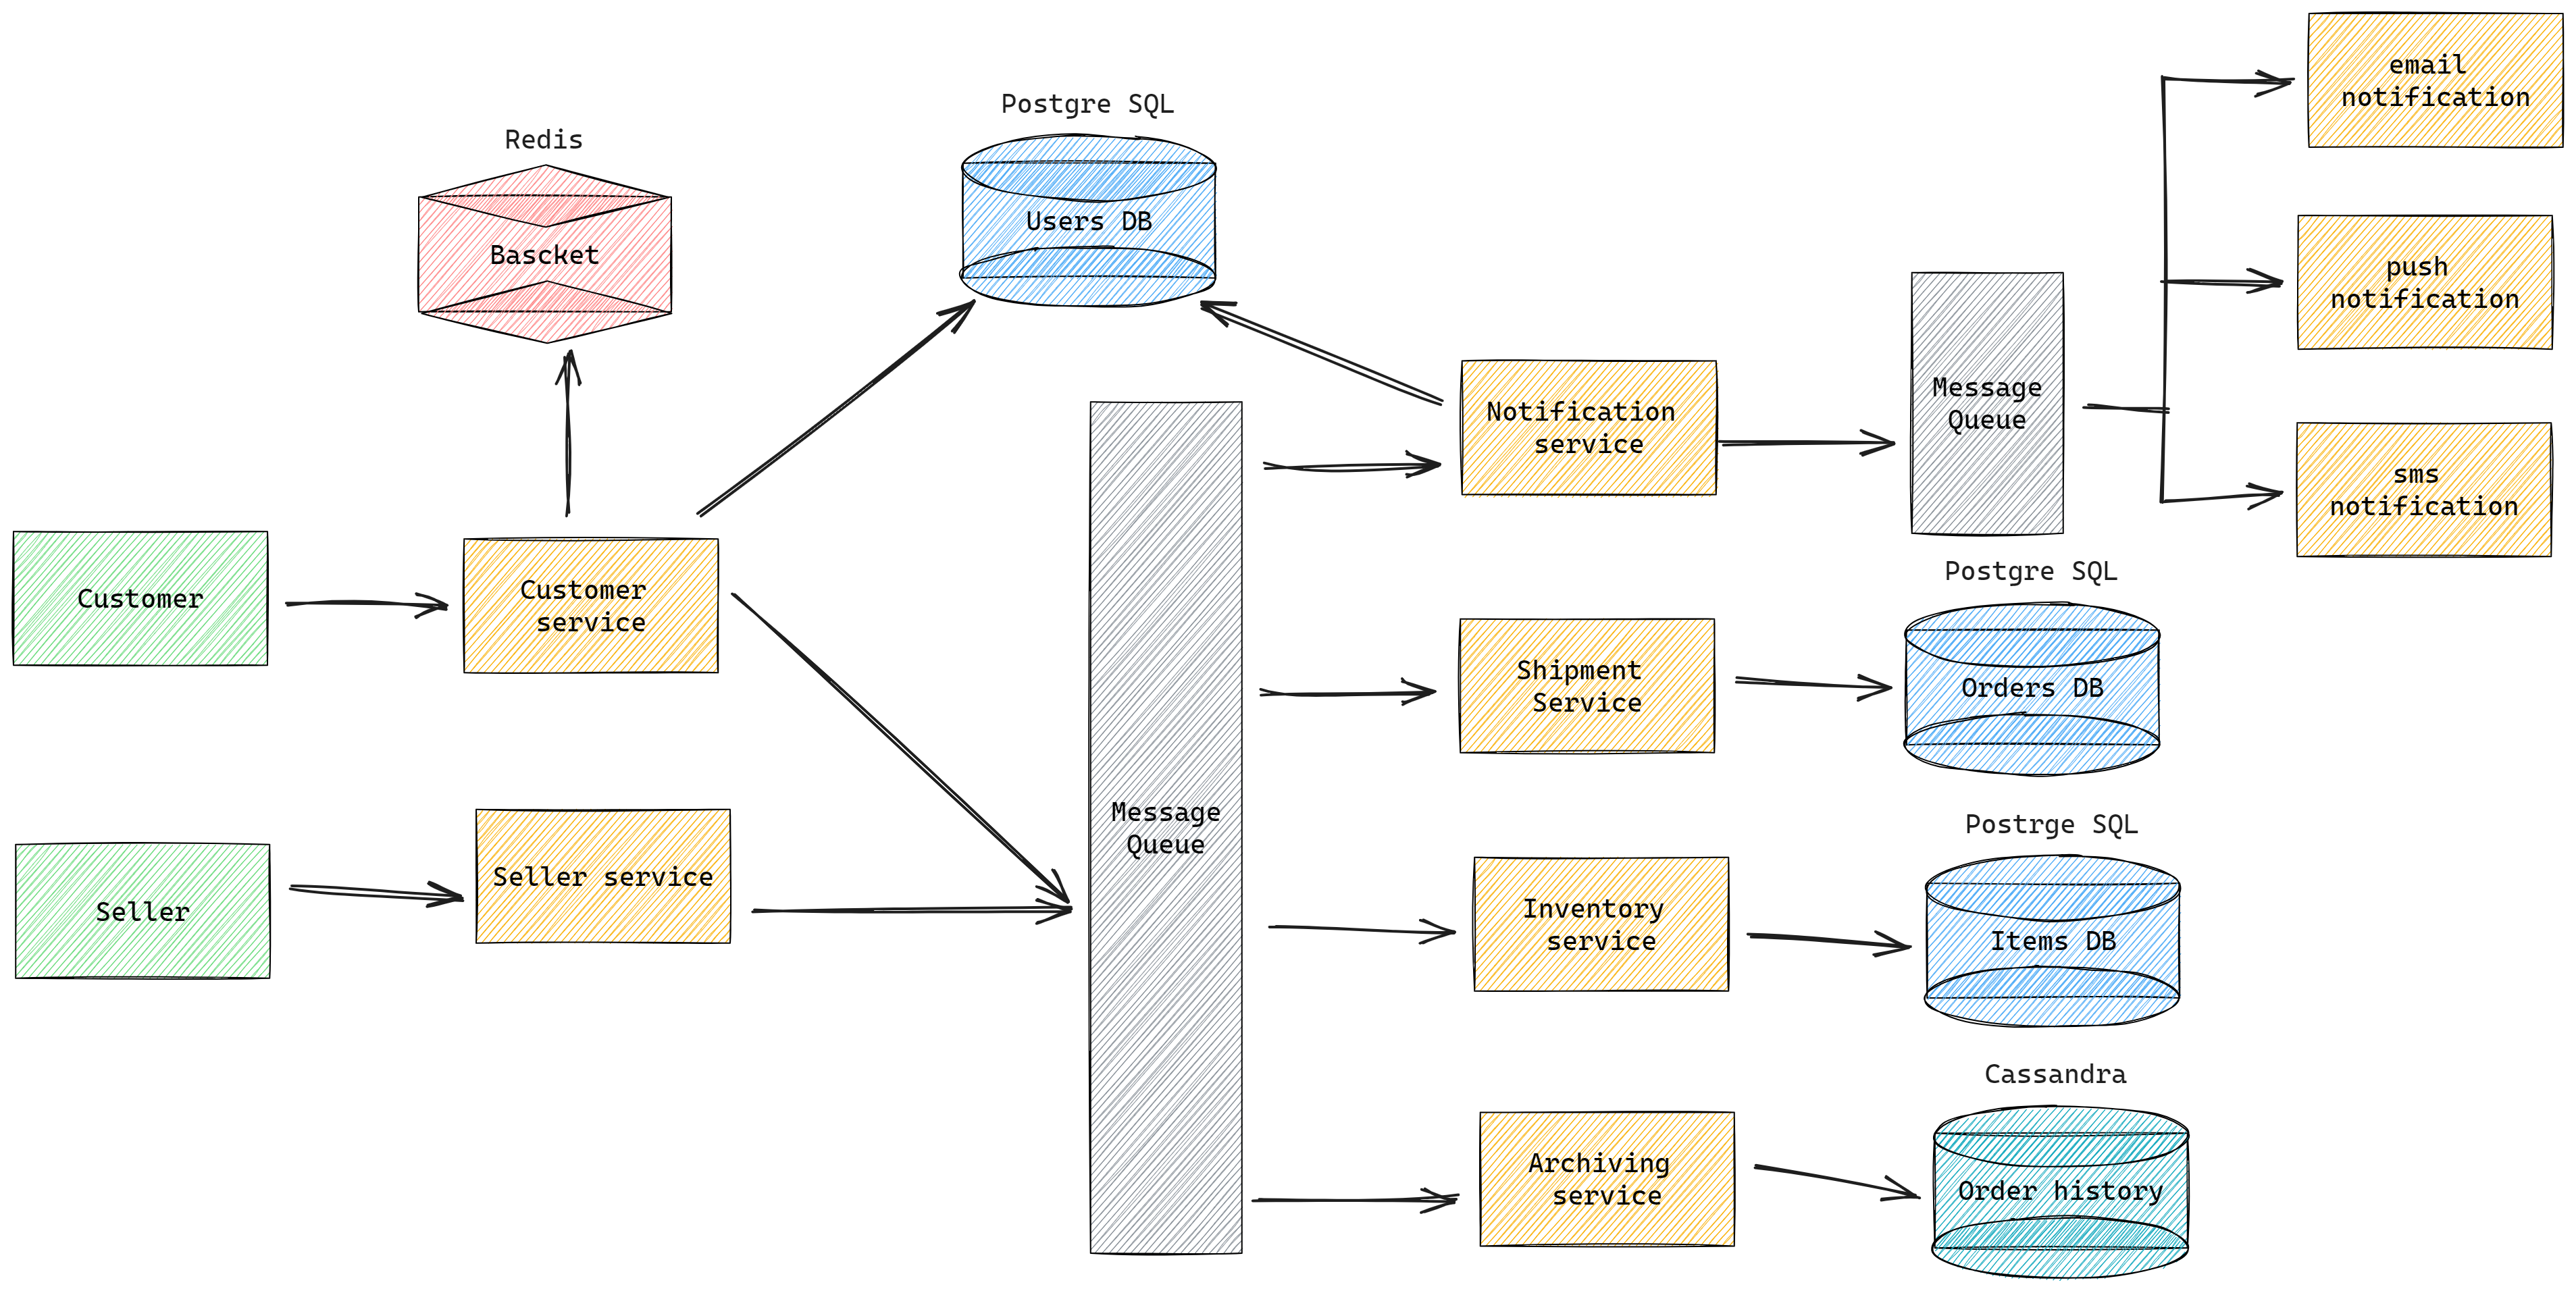 Redis
Bascket
Postgre SQL
Users DB
Customer
Customer
service
Seller
Seller service
Message
Queue
Notification
service
Message
Queue
email
notification
push
notification
sms
notification
Shipment
Service
Postgre SQL
Orders DB
Inventory
service
Postrge SQL
Items DB
Archiving
service
Cassandra
Order history